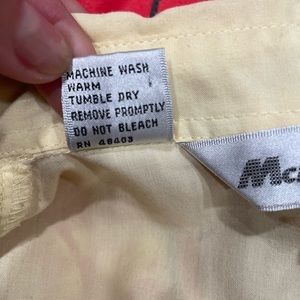 MACHINE WASH
WARM
TUMBLE DRY
REMOVE PROMPTLY
DO NOT BLEACH
RN 48403